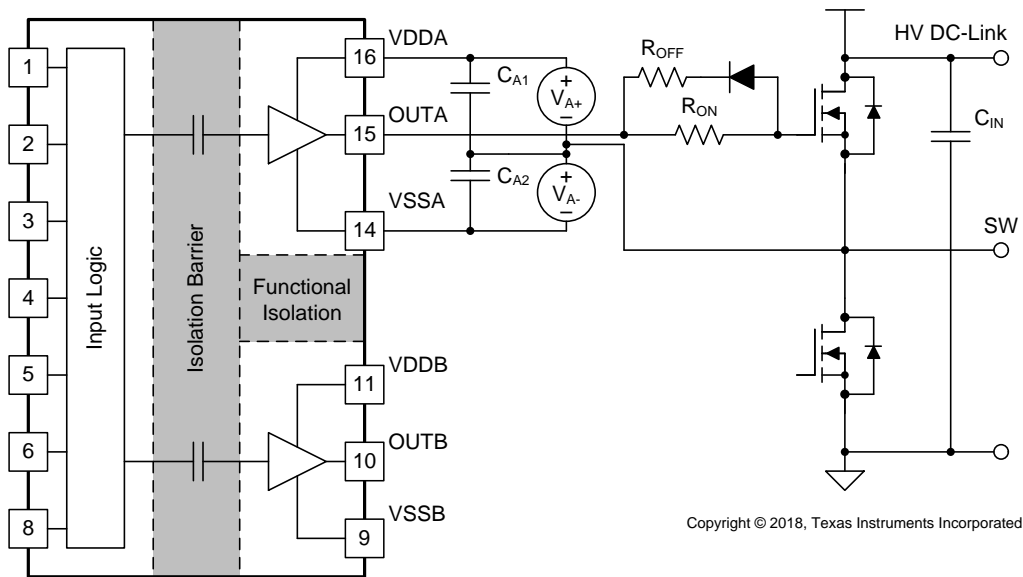 1
2
3
4
5
6
8
Input Logic
Isolation Barrier
Functional
Isolation
16
VDDA
15
OUTA
14
VSSA
11
VDDB
10
OUTB
9
VSSB
CA1
CA2
+
VA+
−
+
VA-
−
ROFF
RON
HV DC-Link
CIN
SW
Copyright © 2018, Texas Instruments Incorporated